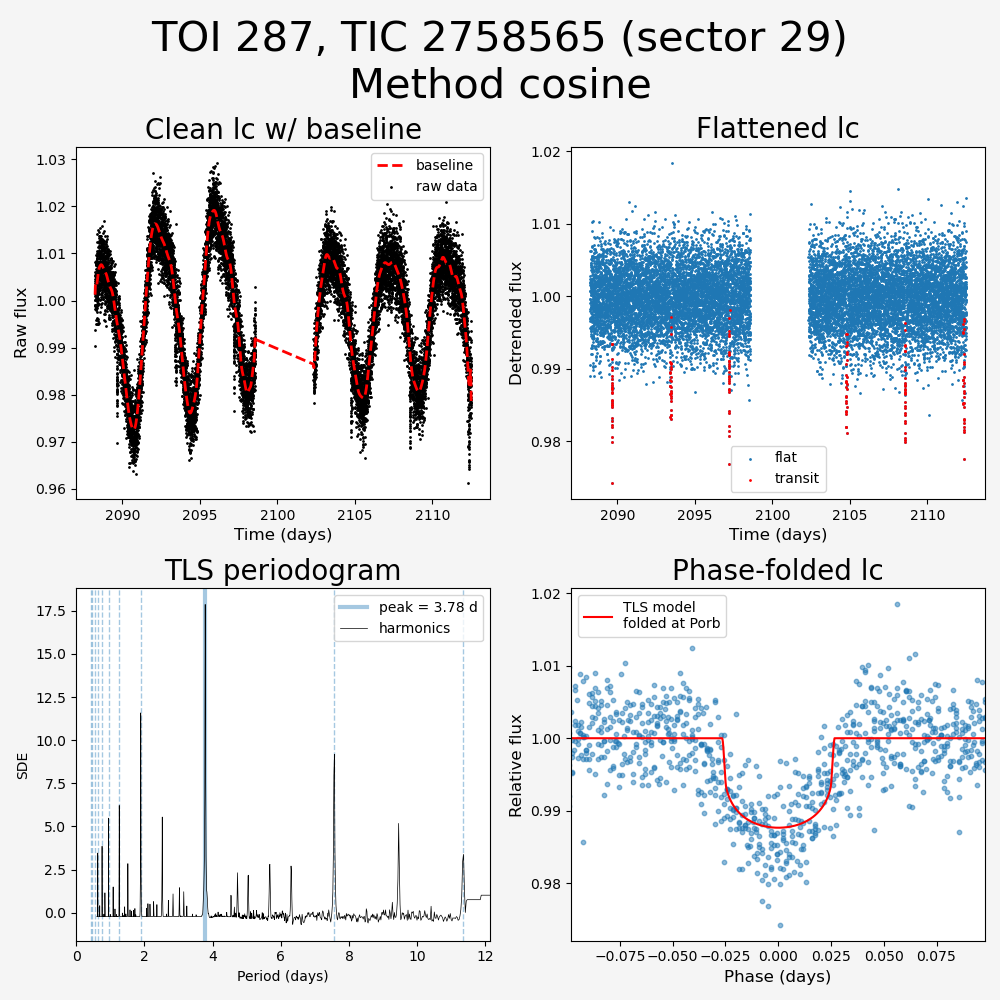 TOI 287, TIC 2758565 (sector 29)
Method cosine
Clean lc w/ baseline
Raw flux
1.03
1.02
1.01
1.00
0.99
0.98
0.97
0.96
baseline
raw data
2090
2095
2100
2105
2110
Time (days)
Flattened lc
Detrended flux
1.02
1.01
1.00
0.99
0.98
flat
transit
2090
2095
2100
2105
2110
Time (days)
TLS periodogram
SDE
17.5
15.0
12.5
10.0
7.5
5.0
2.5
0.0
peak = 3.78 d
harmonics
0
2
4
6
8
10
12
Period (days)
Phase-folded lc
Relative flux
1.02
1.01
1.00
0.99
0.98
TLS model
folded at Porb
−0.075
−0.050
−0.025
0.000
0.025
0.050
0.075
Phase (days)